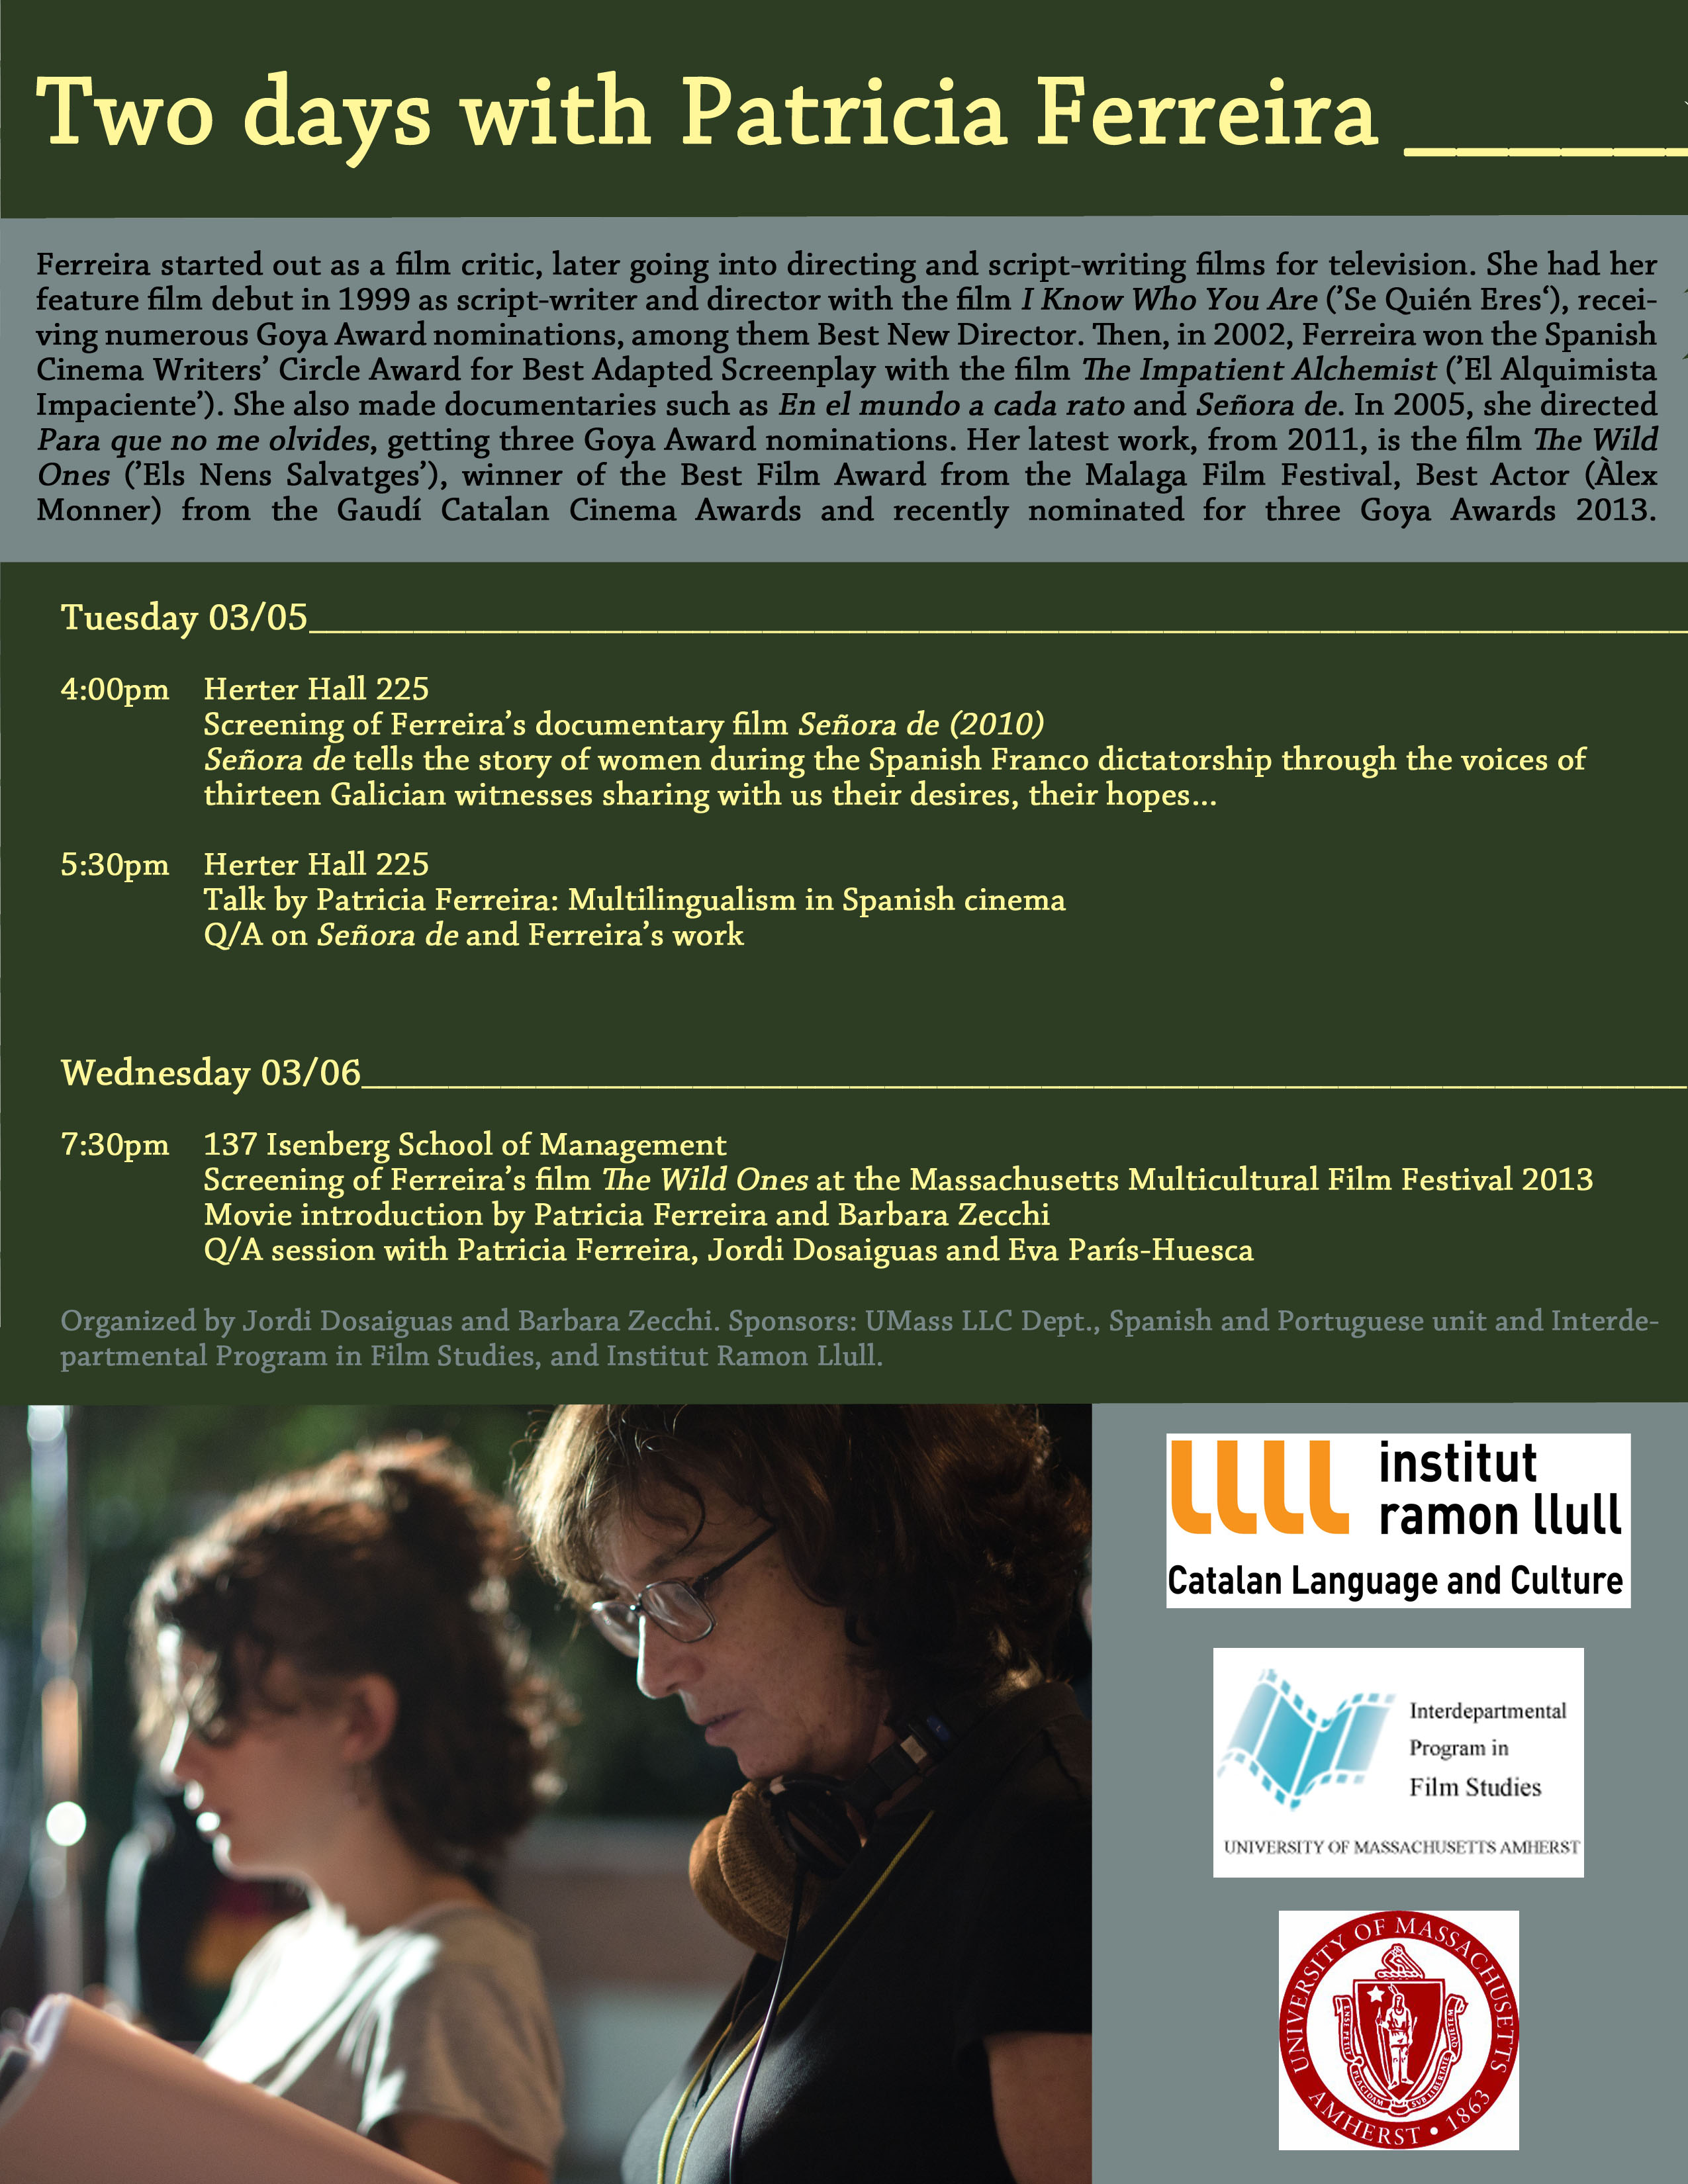 Two days with Patricia Ferreira ______
Ferreira started out as a film critic, later going into directing and script-writing films for television. She had her
feature film debut in 1999 as script-writer and director with the film I Know Who You Are (’Se Quién Eres‘), recei-
ving numerous Goya Award nominations, among them Best New Director. Then, in 2002, Ferreira won the Spanish
Cinema Writers’ Circle Award for Best Adapted Screenplay with the film The Impatient Alchemist (’El Alquimista
Impaciente’). She also made documentaries such as En el mundo a cada rato and Señora de. In 2005, she directed
Para que no me olvides, getting three Goya Award nominations. Her latest work, from 2011, is the film The Wild
Ones (’Els Nens Salvatges’), winner of the Best Film Award from the Malaga Film Festival, Best Actor (Àlex
Monner) from the Gaudí Catalan Cinema Awards and recently nominated for three Goya Awards 2013.
Tuesday 03/05
4:00pm Herter Hall 225
Screening of Ferreira’s documentary film Señora de (2010)
Señora de tells the story of women during the Spanish Franco dictatorship through the voices of
thirteen Galician witnesses sharing with us their desires, their hopes...
5:30pm Herter Hall 225
Talk by Patricia Ferreira: Multilingualism in Spanish cinema
Q/A on Señora de and Ferreira’s work
Wednesday 03/06
7:30pm 137 Isenberg School of Management
Screening of Ferreira’s film The Wild Ones at the Massachusetts Multicultural Film Festival 2013
Movie introduction by Patricia Ferreira and Barbara Zecchi
Q/A session with Patricia Ferreira, Jordi Dosaiguas and Eva París-Huesca
Organized by Jordi Dosaiguas and Barbara Zecchi. Sponsors: UMass LLC Dept., Spanish and Portuguese unit and Interde-
partmental Program in Film Studies, and Institut Ramon Llull.
institut
ramon llull
Catalan Language and Culture
Interdepartmental
Program in
Film Studies
UNIVERSITY OF MASSACHUSETTS AMHERST
UNIVERSITY OF MASSACHUSETTS
AMHERST • 1863
ENSE PETIT
PLACIDAM
SVB LIBERTATE
QVIETEM